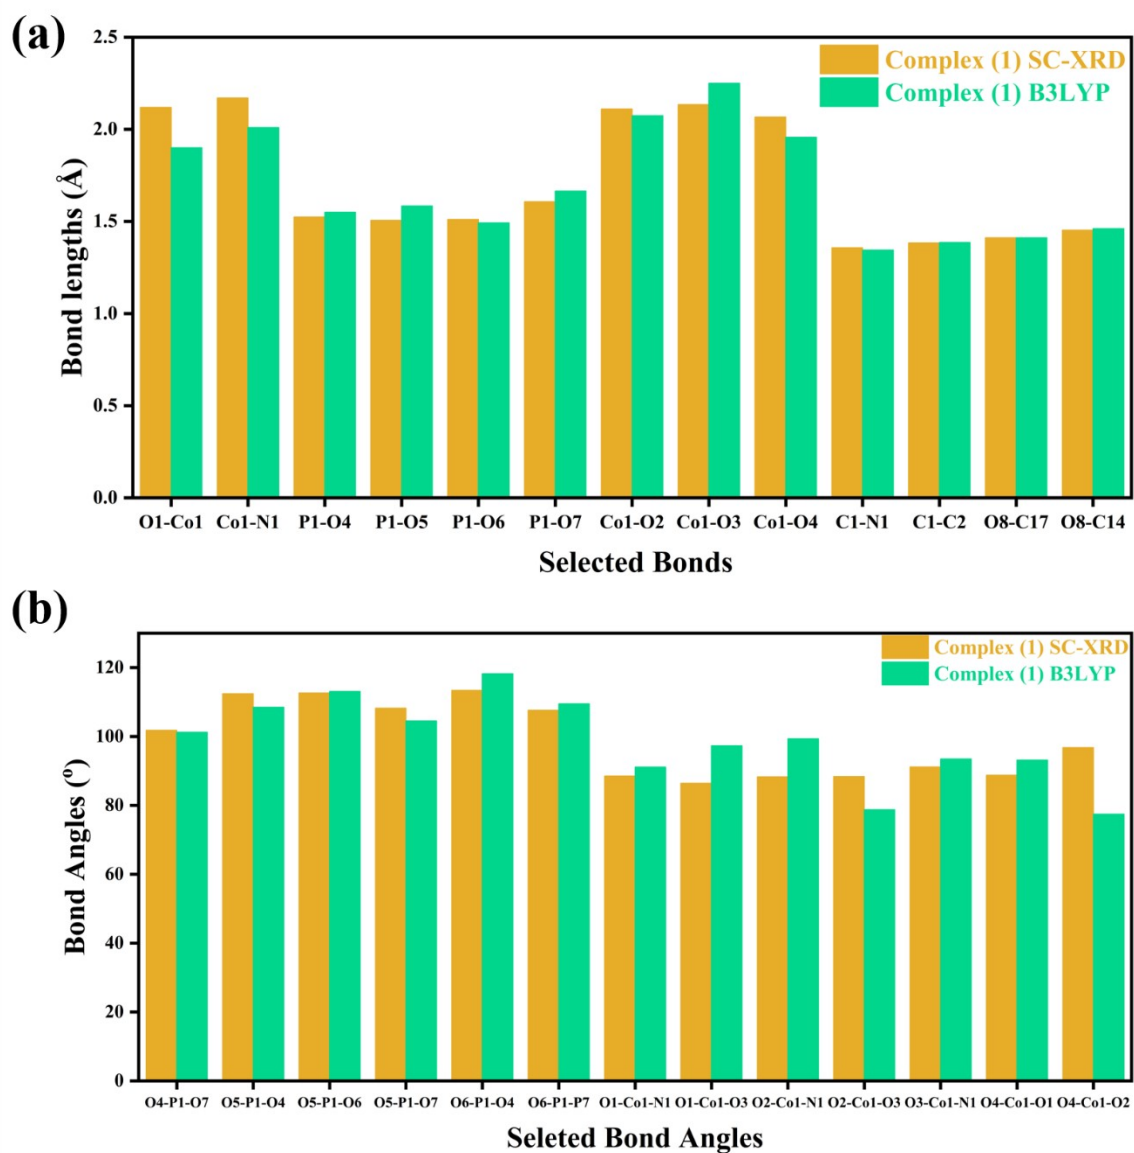 (a)
2.5
2.0
1.5
1.0
0.5
0.0
Bond lengths (Å)
Complex (1) SC-XRD
Complex (1) B3LYP
O1-Co1 Co1-N1 P1-O4 P1-O5 P1-O6 P1-O7 Co1-O2 Co1-O3 Co1-O4 C1-N1 C1-C2 O8-C17 O8-C14
Selected Bonds
(b)
120
100
80
60
40
20
0
Bond Angles (º)
Complex (1) SC-XRD
Complex (1) B3LYP
O4-P1-O7 O5-P1-O4 O5-P1-O6 O5-P1-O7 O6-P1-O4 O6-P1-P7 O1-Co1-N1 O1-Co1-O3 O2-Co1-N1 O2-Co1-O3 O3-Co1-N1 O4-Co1-O1 O4-Co1-O2
Seleted Bond Angles